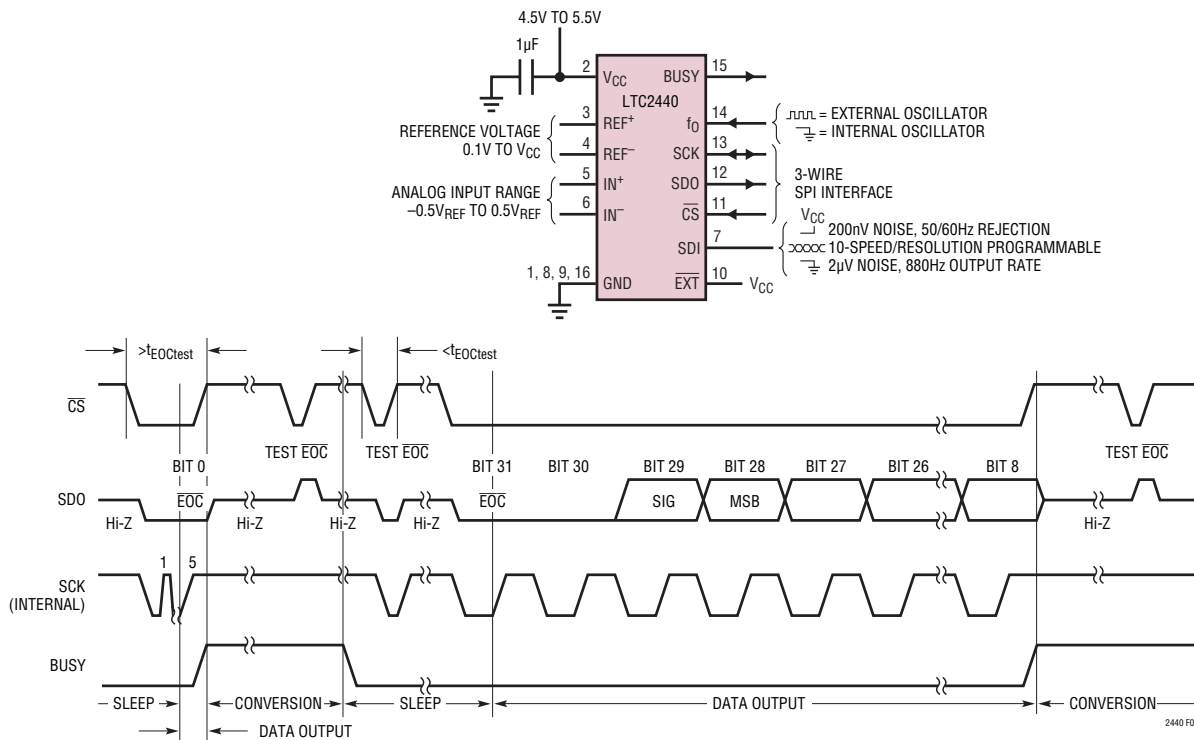 4.5V TO 5.5V
1µF
2 VCC BUSY 15
LTC2440
REFERENCE VOLTAGE
0.1V TO VCC
3 REF+
4 REF−
fO 14
= EXTERNAL OSCILLATOR
= INTERNAL OSCILLATOR
SCK 13
SDO 12
CS 11
3-WIRE
SPI INTERFACE
ANALOG INPUT RANGE
−0.5VREF TO 0.5VREF
5 IN+
6 IN−
SDI 7
VCC
200nV NOISE, 50/60Hz REJECTION
10-SPEED/RESOLUTION PROGRAMMABLE
2µV NOISE, 880Hz OUTPUT RATE
1, 8, 9, 16 GND
EXT 10 VCC
>tEOCtest <tEOCtest
CS
TEST EOC TEST EOC TEST EOC
BIT 0 BIT 31 BIT 30 BIT 29 BIT 28 BIT 27 BIT 26 BIT 8
SDO EOC EOC SIG MSB
Hi-Z Hi-Z Hi-Z Hi-Z Hi-Z
1 5
SCK
(INTERNAL)
BUSY
SLEEP CONVERSION SLEEP DATA OUTPUT CONVERSION
DATA OUTPUT
2440 F0